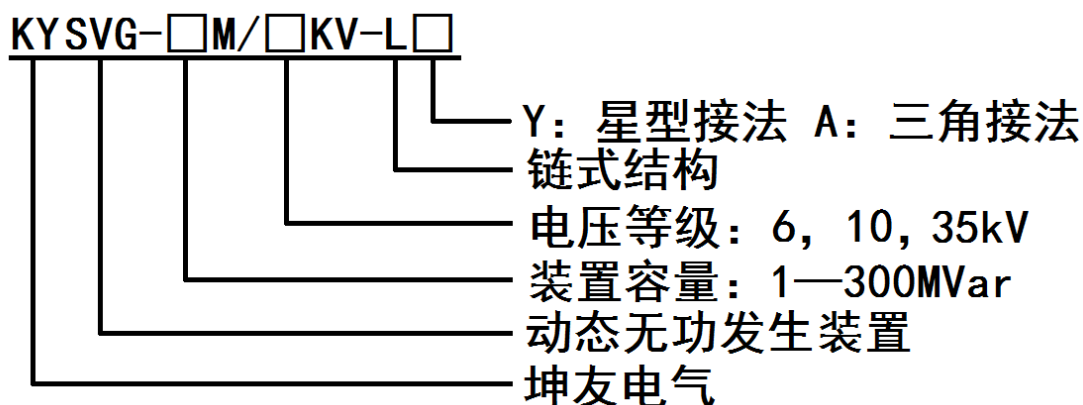 KYSVG-□M/□KV-L□
Y: 星型接法 A: 三角接法
链式结构
电压等级: 6, 10, 35kV
装置容量: 1—300MVar
动态无功发生装置
坤友电气